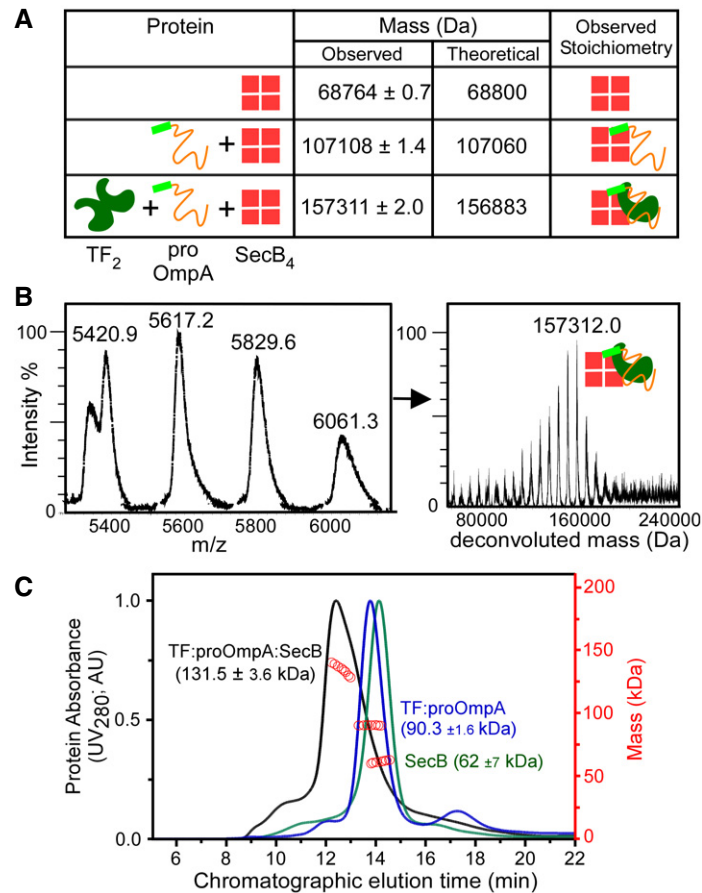 A
Protein Mass (Da) Observed Stoichiometry
Observed Theoretical
68764 ± 0.7 68800
+ 107108 ± 1.4 107060
+ + 157311 ± 2.0 156883
TF2 pro OmpA SecB4
B
100
5420.9 5617.2 5829.6 6061.3
Intensity %
0
5400 5600 5800 6000
m/z
100
157312.0
0
80000 160000 240000
deconvoluted mass (Da)
C
1.0
0.5
0.0
Protein Absorbance
(UV280; AU)
TF:proOmpA:SecB
(131.5 ± 3.6 kDa)
TF:proOmpA
(90.3 ±1.6 kDa)
SecB (62 ±7 kDa)
200
150
100
50
0
Mass (kDa)
6 8 10 12 14 16 18 20 22
Chromatographic elution time (min)